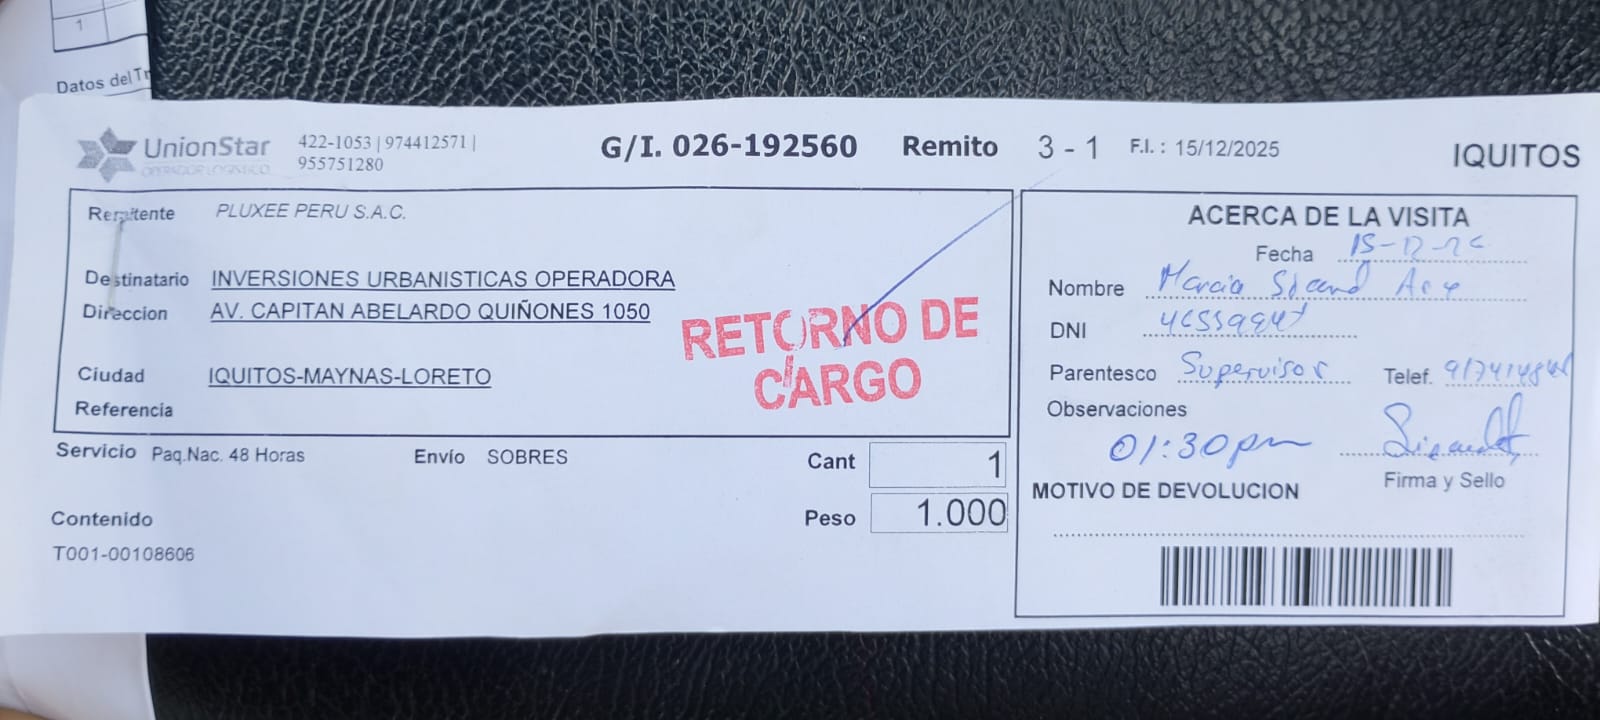 1
Datos del Tr
UnionStar
OPERADOR LOGISTICO
422-1053 | 974412571 |
955751280
G/I. 026-192560 Remito 3 - 1 F.I. : 15/12/2025 IQUITOS
Remitente PLUXEE PERU S.A.C.
Destinatario INVERSIONES URBANISTICAS OPERADORA
Direccion AV. CAPITAN ABELARDO QUIÑONES 1050
Ciudad IQUITOS-MAYNAS-LORETO
Referencia
RETORNO DE
CARGO
Servicio Paq.Nac. 48 Horas Envío SOBRES Cant 1
Peso 1.000
Contenido
T001-00108606
ACERCA DE LA VISITA
Fecha
Nombre Marcia
DNI
Parentesco Supervisor Telef.
Observaciones
01:30pm
Firma y Sello
MOTIVO DE DEVOLUCION